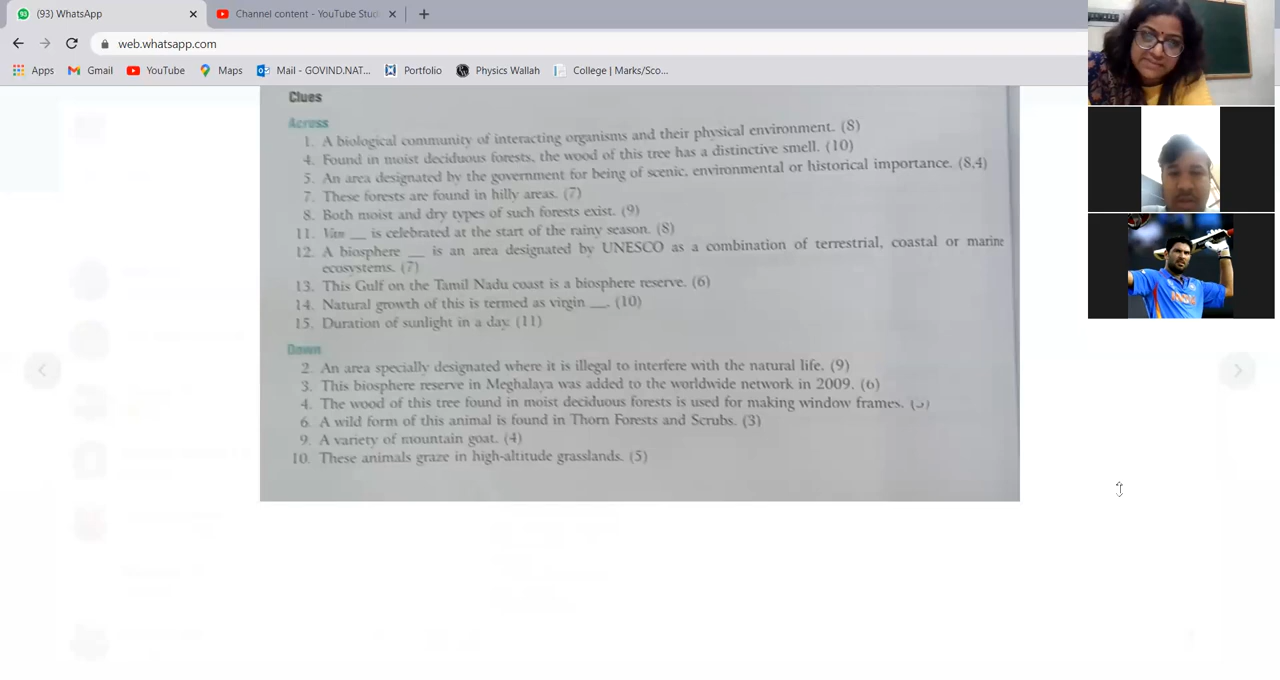 (93) WhatsApp
Channel content - YouTube Stud
web.whatsapp.com
Apps Gmail YouTube Maps Mail - GOVIND.NAT... Portfolio Physics Wallah College | Marks/Sco...
Clues
Across
1. A biological community of interacting organisms and their physical environment. (8)
4. Found in moist deciduous forests, the wood of this tree has a distinctive smell. (10)
5. An area designated by the government for being of scenic, environmental or historical importance. (8,4)
7. These forests are found in hilly areas. (7)
8. Both moist and dry types of such forests exist. (9)
11. Van __ is celebrated at the start of the rainy season. (8)
12. A biosphere __ is an area designated by UNESCO as a combination of terrestrial, coastal or marine
ecosystems. (7)
13. This Gulf on the Tamil Nadu coast is a biosphere reserve. (6)
14. Natural growth of this is termed as virgin __. (10)
15. Duration of sunlight in a day. (11)
Down
2. An area specially designated where it is illegal to interfere with the natural life. (9)
3. This biosphere reserve in Meghalaya was added to the worldwide network in 2009. (6)
4. The wood of this tree found in moist deciduous forests is used for making window frames.
6. A wild form of this animal is found in Thorn Forests and Scrubs. (3)
9. A variety of mountain goat. (4)
10. These animals graze in high-altitude grasslands. (5)